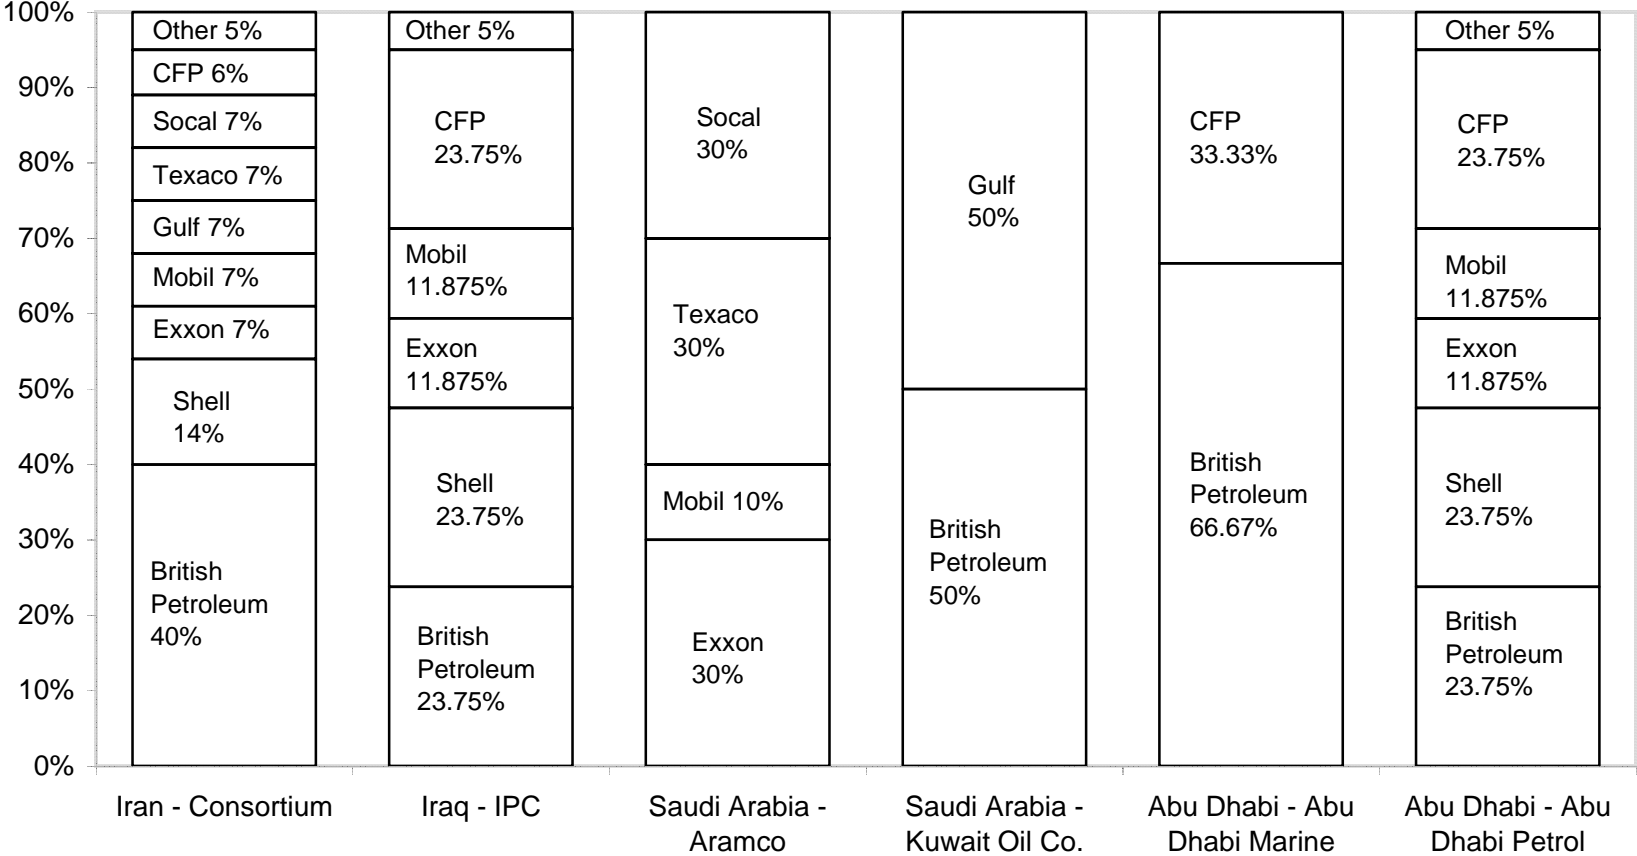 100%
90%
80%
70%
60%
50%
40%
30%
20%
10%
0%
Other 5%
CFP 6%
Socal 7%
Texaco 7%
Gulf 7%
Mobil 7%
Exxon 7%
Shell
14%
British
Petroleum
40%
Other 5%
CFP
23.75%
Mobil
11.875%
Exxon
11.875%
Shell
23.75%
British
Petroleum
23.75%
Socal
30%
Texaco
30%
Mobil 10%
Exxon
30%
Gulf
50%
British
Petroleum
50%
CFP
33.33%
British
Petroleum
66.67%
Other 5%
CFP
23.75%
Mobil
11.875%
Exxon
11.875%
Shell
23.75%
British
Petroleum
23.75%
Iran - Consortium
Iraq - IPC
Saudi Arabia -
Aramco
Saudi Arabia -
Kuwait Oil Co.
Abu Dhabi - Abu
Dhabi Marine
Abu Dhabi - Abu
Dhabi Petrol